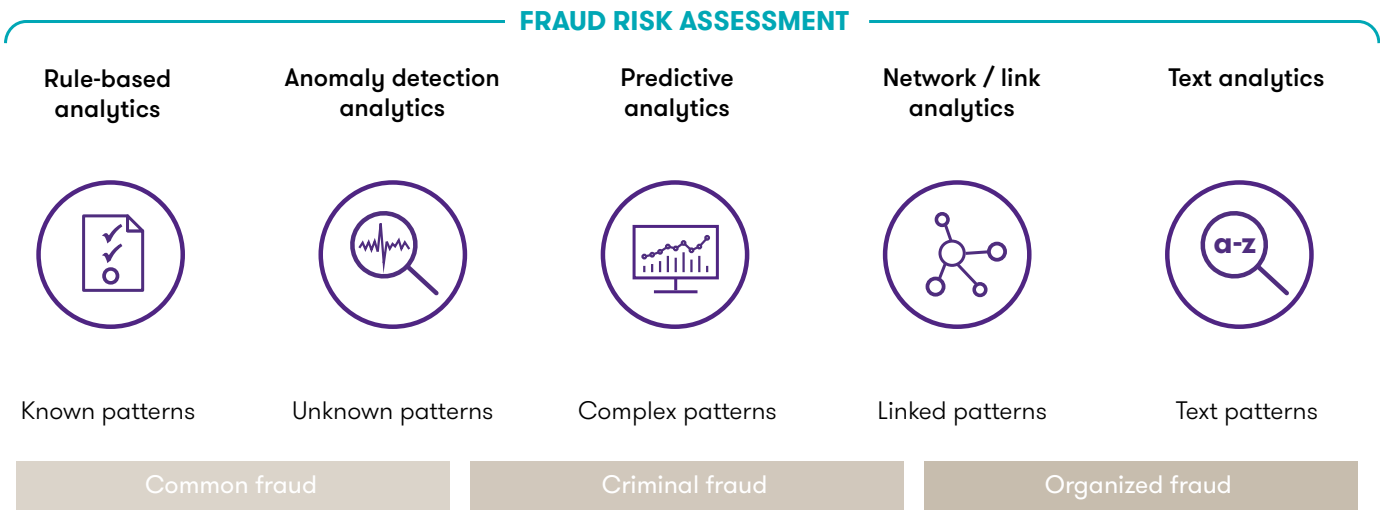 FRAUD RISK ASSESSMENT
Rule-based
analytics
Anomaly detection
analytics
Predictive
analytics
Network / link
analytics
Text analytics
a-z
Known patterns
Unknown patterns
Complex patterns
Linked patterns
Text patterns
Common fraud
Criminal fraud
Organized fraud